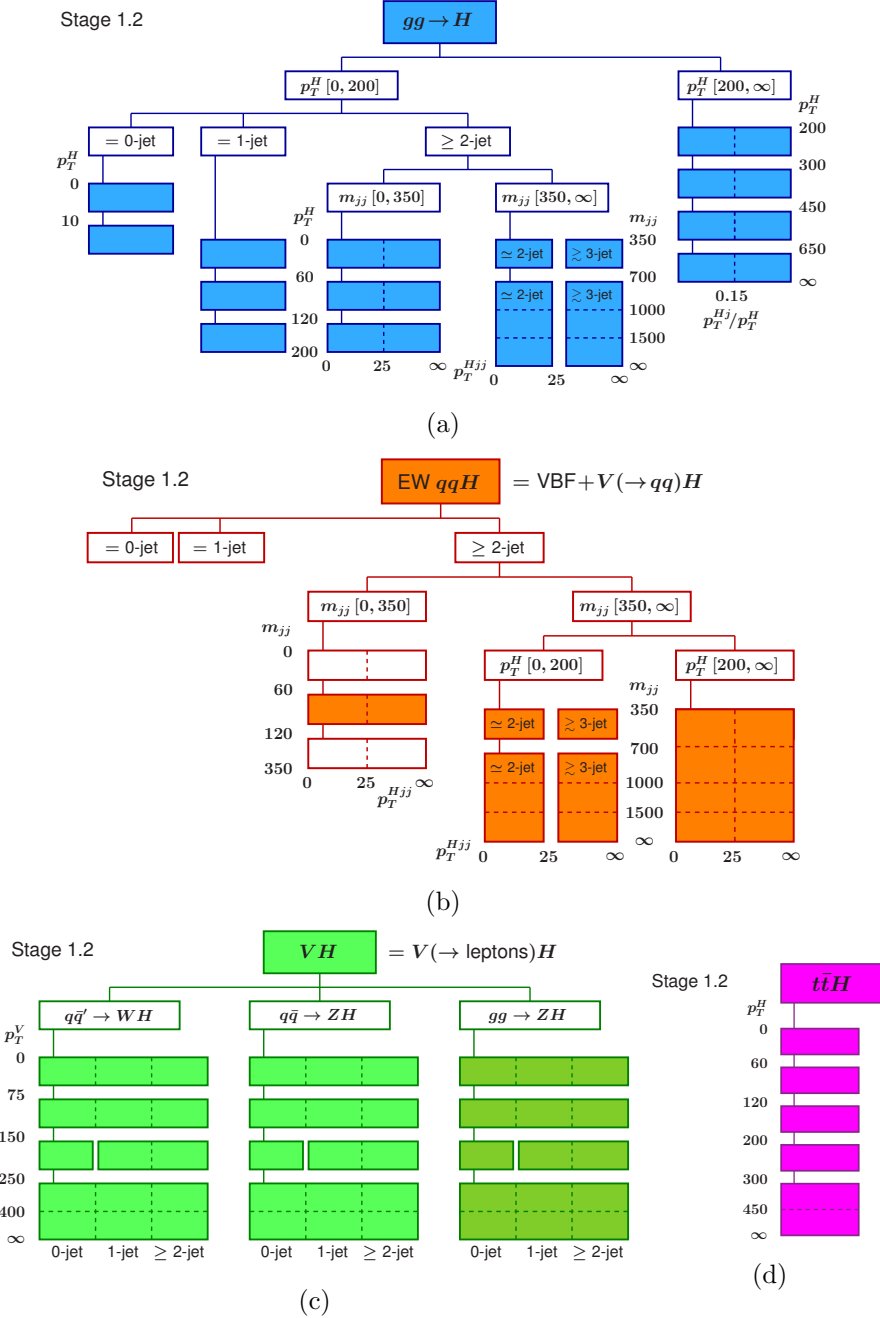 Stage 1.2
gg → H
p_T^H [0, 200]
p_T^H [200, ∞]
= 0-jet
= 1-jet
≥ 2-jet
p_T^H
200
300
450
650
∞
0.15
p_T^{Hj}/p_T^H
p_T^H
0
10
m_jj [0, 350]
m_jj [350, ∞]
p_T^H
0
60
120
200
0 25 ∞
≃ 2-jet ≳ 3-jet
≃ 2-jet ≳ 3-jet
m_jj
350
700
1000
1500
∞
p_T^{Hjj} 0 25 ∞
(a)
Stage 1.2
EW qqH = VBF + V(→ qq)H
= 0-jet
= 1-jet
≥ 2-jet
m_jj [0, 350]
m_jj [350, ∞]
m_jj
0
60
120
350
0 25 ∞
p_T^{Hjj}
p_T^H [0, 200]
p_T^H [200, ∞]
≃ 2-jet ≳ 3-jet
≃ 2-jet ≳ 3-jet
m_jj
350
700
1000
1500
∞
p_T^{Hjj} 0 25 ∞
0 25 ∞
(b)
Stage 1.2
VH = V(→ leptons)H
qq̄′ → WH
qq̄ → ZH
gg → ZH
p_T^V
0
75
150
250
400
∞
0-jet 1-jet ≥ 2-jet
0-jet 1-jet ≥ 2-jet
0-jet 1-jet ≥ 2-jet
(c)
Stage 1.2
tt̄H
p_T^H
0
60
120
200
300
450
∞
(d)